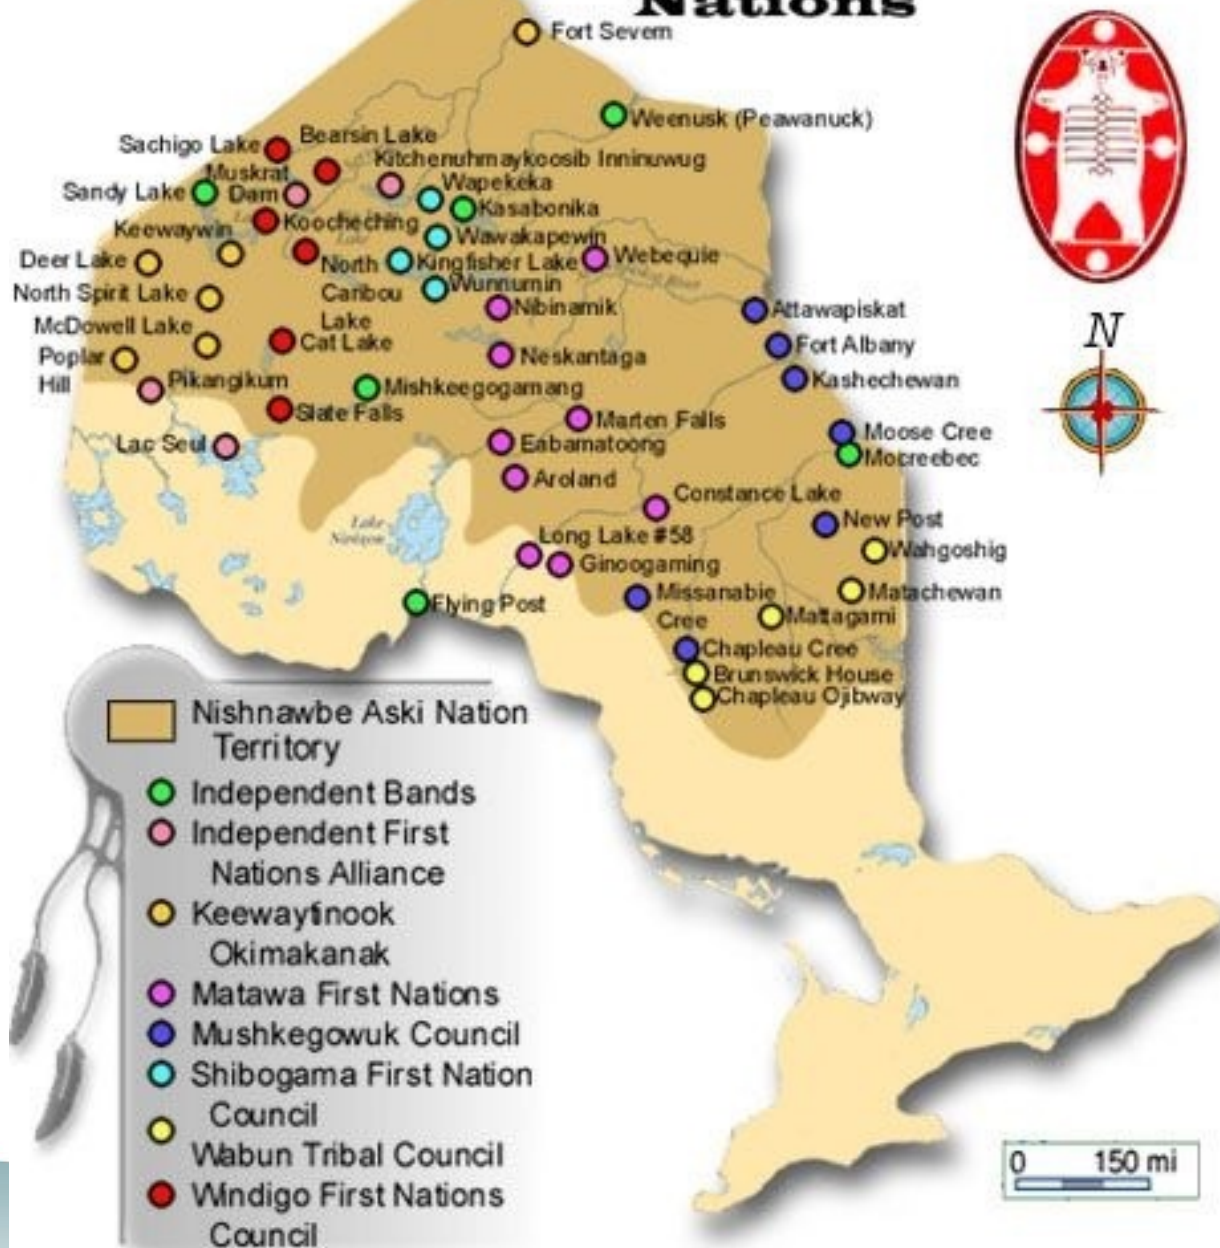 Nations
Fort Severn
Weenusk (Peawanuck)
Sachigo Lake
Bearsin Lake
Kitchenuhmaykoosib Inninuwug
Muskrat
Dam
Sandy Lake
Wapekeka
Kasabonika
Koocheching
Keewaywin
Wawakapewin
Webequie
Deer Lake
North
Caribou
Lake
Kingfisher Lake
North Spirit Lake
Wunnumin
Nibinamik
Attawapiskat
McDowell Lake
Cat Lake
Fort Albany
Poplar
Hill
Neskantaga
Kashechewan
Pikangikum
Mishkeegogamang
Slate Falls
Marten Falls
Moose Cree
Lac Seul
Eabamatoong
Mocreebec
Aroland
Constance Lake
New Post
Lake
Nipigon
Long Lake #58
Wahgoshig
Ginoogaming
Missanabie
Cree
Matachewan
Flying Post
Mattagami
Chapleau Cree
Brunswick House
Chapleau Ojibway
N
Nishnawbe Aski Nation
Territory
Independent Bands
Independent First
Nations Alliance
Keewaytinook
Okimakanak
Matawa First Nations
Mushkegowuk Council
Shibogama First Nation
Council
Wabun Tribal Council
Windigo First Nations
Council
0 150 mi